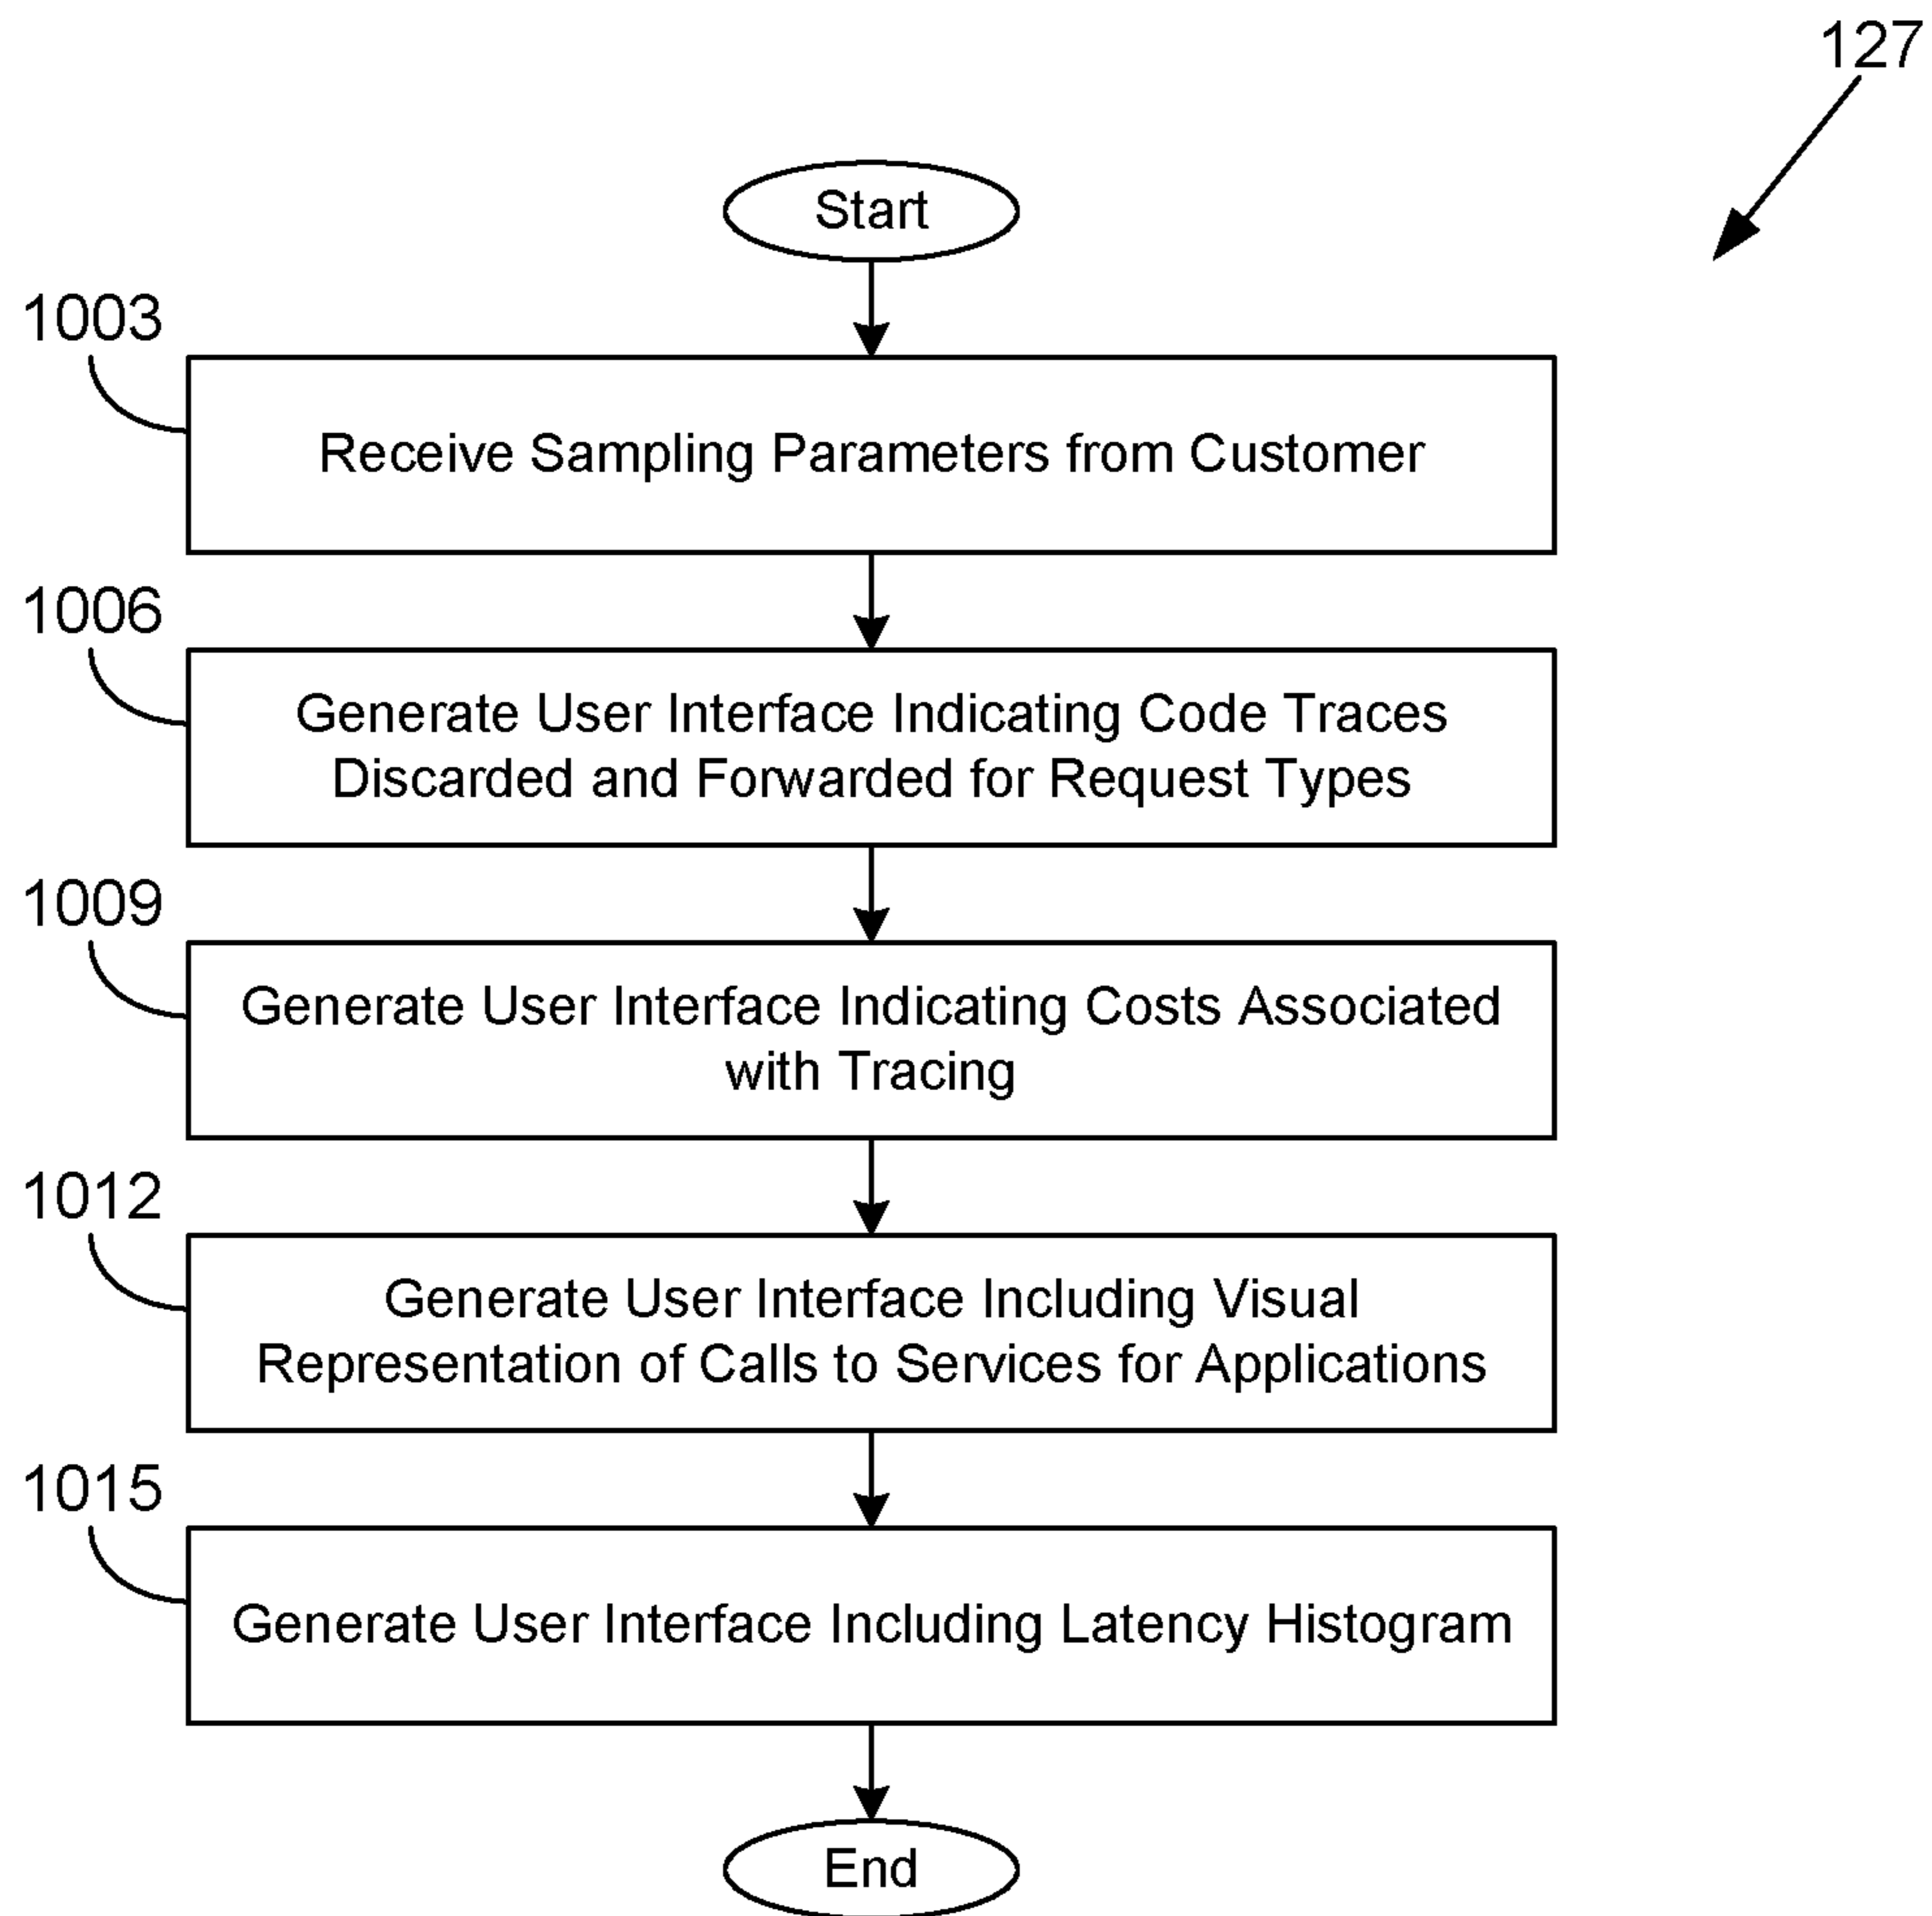 127
Start
1003
Receive Sampling Parameters from Customer
1006
Generate User Interface Indicating Code Traces
Discarded and Forwarded for Request Types
1009
Generate User Interface Indicating Costs Associated
with Tracing
1012
Generate User Interface Including Visual
Representation of Calls to Services for Applications
1015
Generate User Interface Including Latency Histogram
End